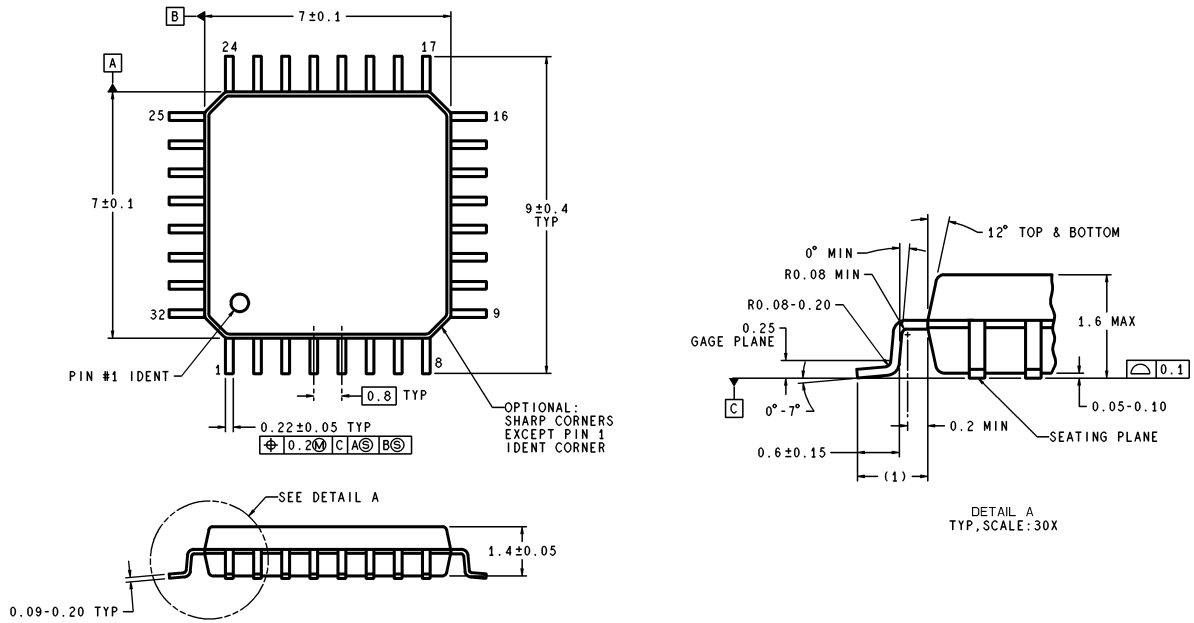 B
7±0.1
24
17
A
25
16
7±0.1
9±0.4
TYP
32
9
1
8
PIN #1 IDENT
0.8 TYP
OPTIONAL:
SHARP CORNERS
EXCEPT PIN 1
IDENT CORNER
0.22±0.05 TYP
⌖ 0.2Ⓜ C AⓈ BⓈ
SEE DETAIL A
1.4±0.05
0.09-0.20 TYP
12° TOP & BOTTOM
0° MIN
R0.08 MIN
R0.08-0.20
0.25
GAGE PLANE
1.6 MAX
⌓ 0.1
C
0°-7°
0.05-0.10
0.2 MIN
SEATING PLANE
0.6±0.15
(1)
DETAIL A
TYP,SCALE:30X